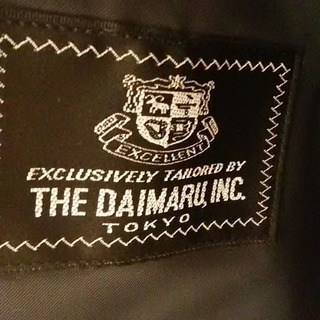 EXCELLENT
EXCLUSIVELY TAILORED BY
THE DAIMARU, INC.
TOKYO